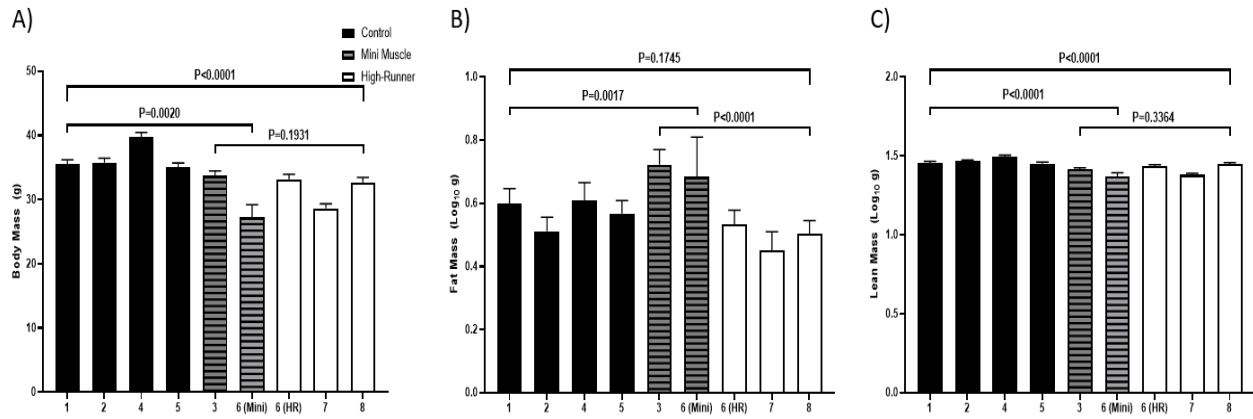 A)
Control
Mini Muscle
High-Runner
50
40
30
20
10
0
Body Mass (g)
P<0.0001
P=0.0020
P=0.1931
1 2 4 5 3 6 (Mini) 6 (HR) 7 8
B)
1.0
0.8
0.6
0.4
0.2
0.0
Fat Mass (Log10 g)
P=0.1745
P=0.0017
P<0.0001
1 2 4 5 3 6 (Mini) 6 (HR) 7 8
C)
2.0
1.5
1.0
0.5
0.0
Lean Mass (Log10 g)
P<0.0001
P<0.0001
P=0.3364
1 2 4 5 3 6 (Mini) 6 (HR) 7 8